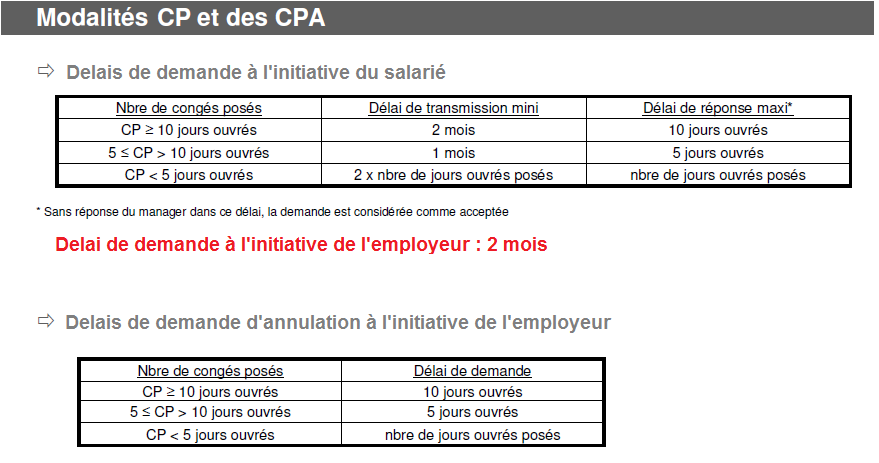 Modalités CP et des CPA
⇨ Delais de demande à l'initiative du salarié
Nbre de congés posés Délai de transmission mini Délai de réponse maxi*
CP ≥ 10 jours ouvrés 2 mois 10 jours ouvrés
5 ≤ CP > 10 jours ouvrés 1 mois 5 jours ouvrés
CP < 5 jours ouvrés 2 x nbre de jours ouvrés posés nbre de jours ouvrés posés
* Sans réponse du manager dans ce délai, la demande est considérée comme acceptée
Delai de demande à l'initiative de l'employeur : 2 mois
⇨ Delais de demande d'annulation à l'initiative de l'employeur
Nbre de congés posés Délai de demande
CP ≥ 10 jours ouvrés 10 jours ouvrés
5 ≤ CP > 10 jours ouvrés 5 jours ouvrés
CP < 5 jours ouvrés nbre de jours ouvrés posés